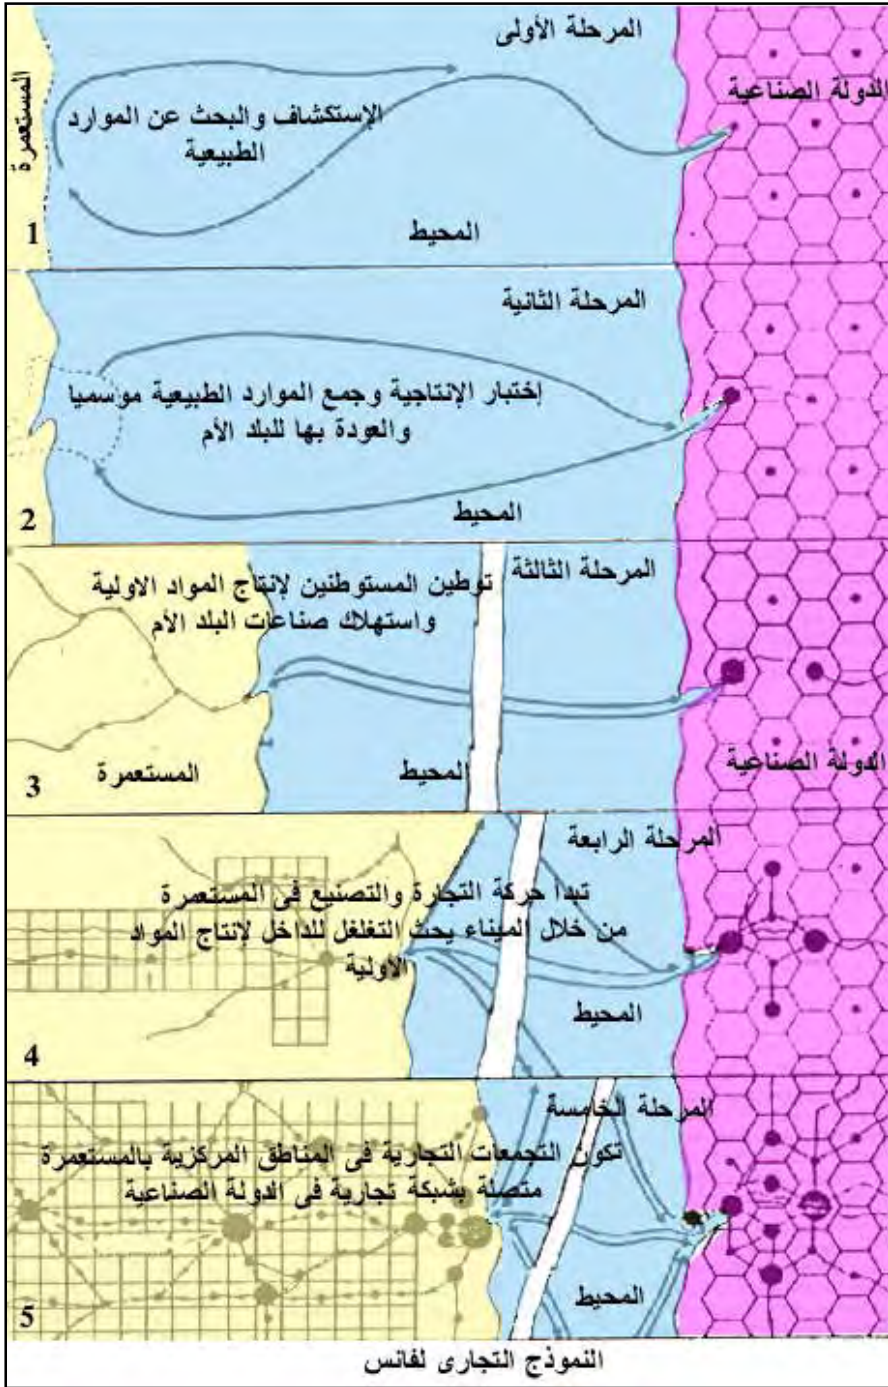 المرحلة الأولى
الدولة الصناعية
المستعمرة
الإستكشاف والبحث عن الموارد
الطبيعية
المحيط
1
المرحلة الثانية
إختبار الإنتاجية وجمع الموارد الطبيعية موسميا
والعودة بها للبلد الأم
المحيط
2
المرحلة الثالثة
توطين المستوطنين لإنتاج المواد الاولية
واستهلاك صناعات البلد الأم
الدولة الصناعية
المحيط
المستعمرة
3
المرحلة الرابعة
تبدأ حركة التجارة والتصنيع فى المستعمرة
من خلال الميناء يحث التغلغل للداخل لإنتاج المواد
الأولية
المحيط
4
المرحلة الخامسة
تكون التجمعات التجارية فى المناطق المركزية بالمستعمرة
متصلة بشبكة تجارية فى الدولة الصناعية
المحيط
5
النموذج التجارى لفانس